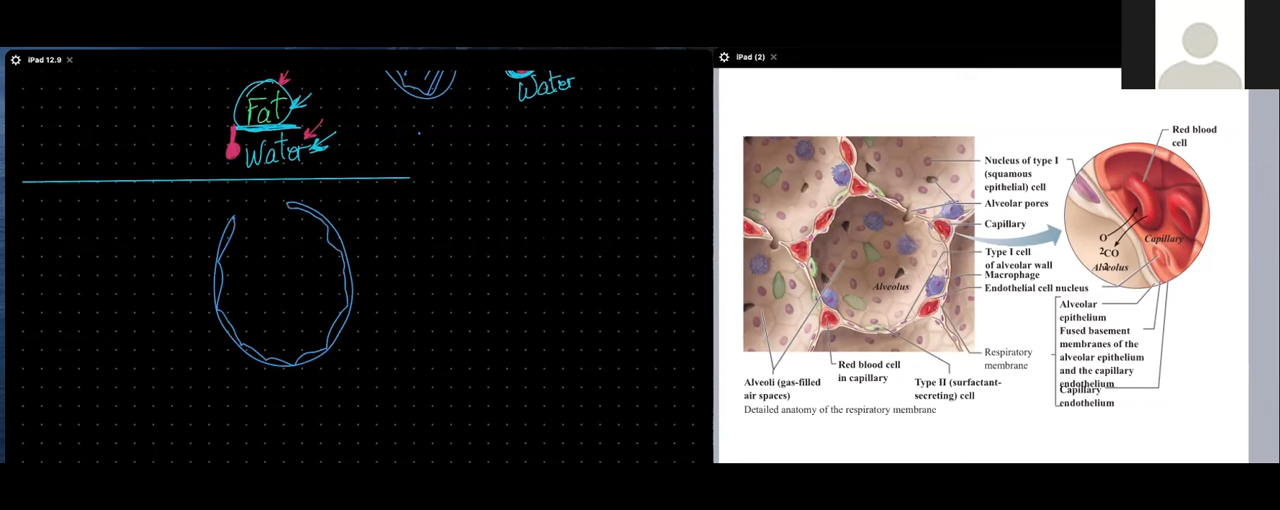 iPad 12.9
Fat
Water
Water
iPad (2)
Red blood
cell
Nucleus of type I
(squamous
epithelial) cell
Alveolar pores
Capillary
Type I cell
of alveolar wall
Macrophage
Endothelial cell nucleus
Alveolus
O
2CO
2
Capillary
Alveolus
Alveolar
epithelium
Fused basement
membranes of the
alveolar epithelium
and the capillary
endothelium
Capillary
endothelium
Respiratory
membrane
Red blood cell
in capillary
Alveoli (gas-filled
air spaces)
Type II (surfactant-
secreting) cell
Detailed anatomy of the respiratory membrane